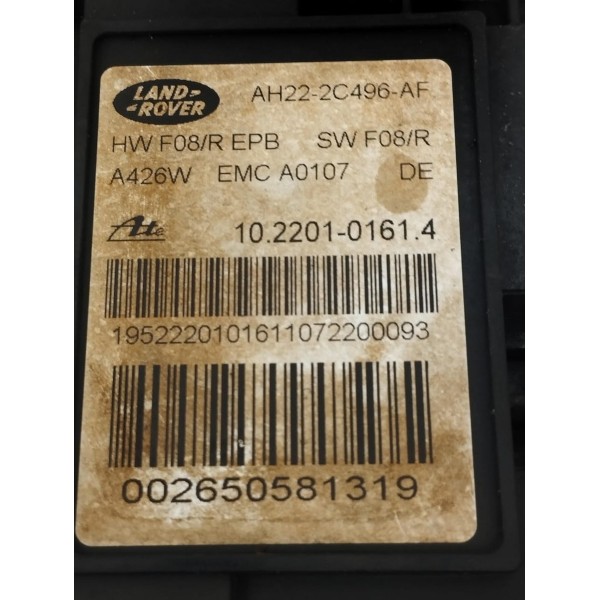 LAND-
-ROVER
AH22-2C496-AF
HW F08/R EPB SW F08/R
A426W EMC A0107 DE
Ate 10.2201-0161.4
1952220101611072200093
002650581319